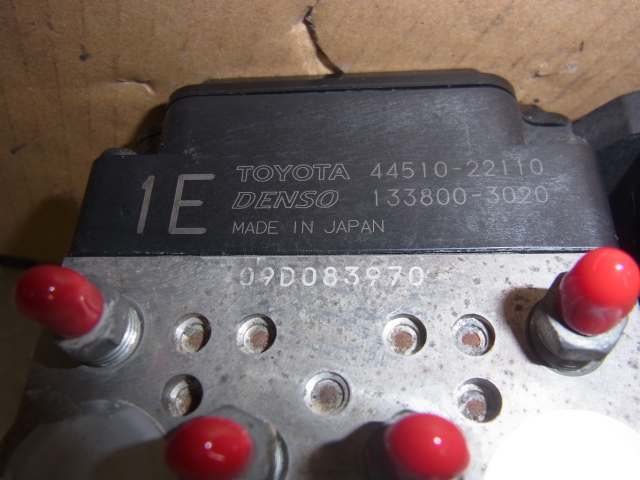 1E
TOYOTA 44510-22110
DENSO 133800-3020
MADE IN JAPAN
09D083970